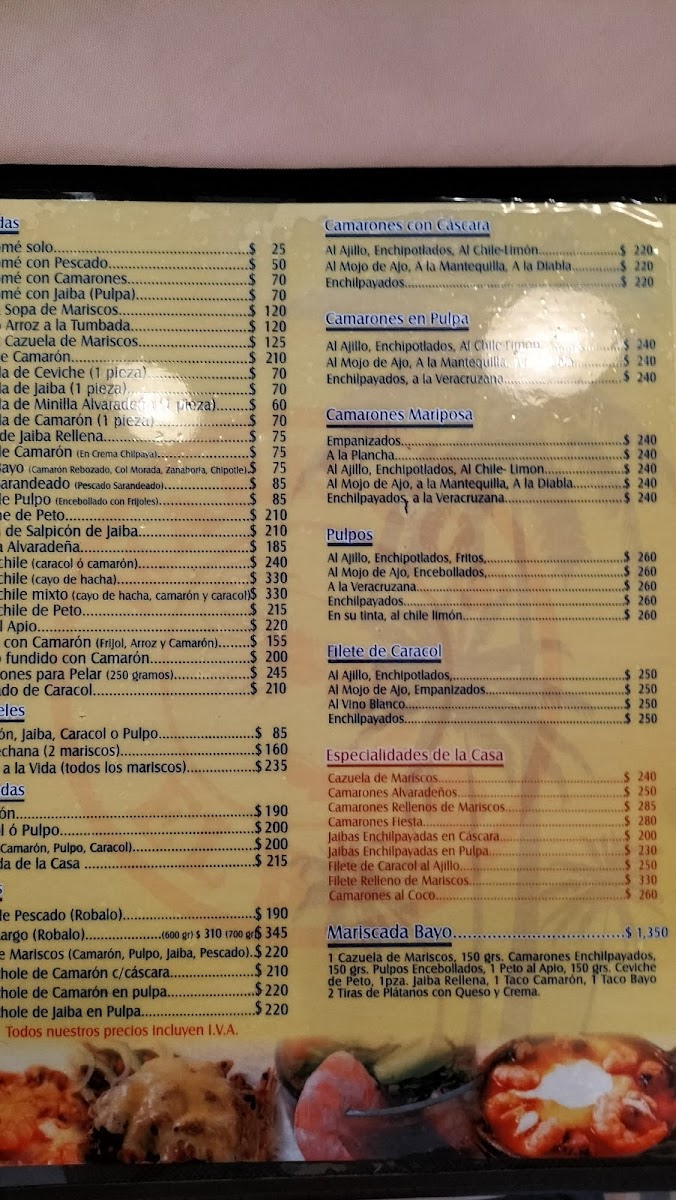 das
omé solo $ 25
omé con Pescado $ 50
omé con Camarones $ 70
omé con Jaiba (Pulpa) $ 70
Sopa de Mariscos $ 120
Arroz a la Tumbada $ 120
Cazuela de Mariscos $ 125
e Camarón $ 210
la de Ceviche (1 pieza) $ 70
la de Jaiba (1 pieza) $ 70
la de Minilla (1 pieza) $ 60
la de Camarón (1 pieza) $ 70
de Jaiba Rellena $ 75
de Camarón (En Crema Chilpaya) $ 75
Bayo (Camarón Rebozado, Col Morada, Zanahoria, Chipotle) $ 75
Sarandeado (Pescado Sarandeado) $ 85
de Pulpo (Encebollado con Frijoles) $ 85
he de Peto $ 210
de Salpicón de Jaiba $ 210
a Alvaradeña $ 185
chile (caracol ó camarón) $ 240
chile (cayo de hacha) $ 330
chile mixto (cayo de hacha, camarón y caracol) $ 330
chile de Peto $ 215
l Apio $ 220
con Camarón (Frijol, Arroz y Camarón) $ 155
o fundido con Camarón $ 200
ones para Pelar (250 gramos) $ 245
ado de Caracol $ 210
eles
ón, Jaiba, Caracol o Pulpo $ 85
echana (2 mariscos) $ 160
a la Vida (todos los mariscos) $ 235
das
ón $ 190
ol ó Pulpo $ 200
(Camarón, Pulpo, Caracol) $ 200
da de la Casa $ 215
s
de Pescado (Robalo) $ 190
argo (Robalo) (600 gr) $ 310 (700 gr) $ 345
e Mariscos (Camarón, Pulpo, Jaiba, Pescado) $ 220
hole de Camarón c/cáscara $ 210
hole de Camarón en pulpa $ 220
hole de Jaiba en Pulpa $ 220
Todos nuestros precios incluyen I.V.A.
Camarones con Cáscara
Al Ajillo, Enchipotlados, Al Chile-Limón $ 220
Al Mojo de Ajo, A la Mantequilla, A la Diabla $ 220
Enchilpayados $ 220
Camarones en Pulpa
Al Ajillo, Enchipotlados, Al Chile-Limon $ 240
Al Mojo de Ajo, A la Mantequilla, $ 240
Enchilpayados, a la Veracruzana $ 240
Camarones Mariposa
Empanizados $ 240
A la Plancha $ 240
Al Ajillo, Enchipotlados, Al Chile- Limon $ 240
Al Mojo de Ajo, a la Mantequilla, A la Diabla $ 240
Enchilpayados, a la Veracruzana $ 240
Pulpos
Al Ajillo, Enchipotlados, Fritos, $ 260
Al Mojo de Ajo, Encebollados, $ 260
A la Veracruzana $ 260
Enchilpayados $ 260
En su tinta, al chile limón $ 260
Filete de Caracol
Al Ajillo, Enchipotlados, $ 250
Al Mojo de Ajo, Empanizados $ 250
Al Vino Blanco $ 250
Enchilpayados $ 250
Especialidades de la Casa
Cazuela de Mariscos $ 240
Camarones Alvaradeños $ 250
Camarones Rellenos de Mariscos $ 285
Camarones Fiesta $ 280
Jaibas Enchilpayadas en Cáscara $ 200
Jaibas Enchilpayadas en Pulpa $ 230
Filete de Caracol al Ajillo $ 250
Filete Relleno de Mariscos $ 330
Camarones al Coco $ 260
Mariscada Bayo $ 1,350
1 Cazuela de Mariscos, 150 grs. Camarones Enchilpayados,
150 grs. Pulpos Encebollados, 1 Peto al Apio, 150 grs. Ceviche
de Peto, 1pza. Jaiba Rellena, 1 Taco Camarón, 1 Taco Bayo
2 Tiras de Plátanos con Queso y Crema.